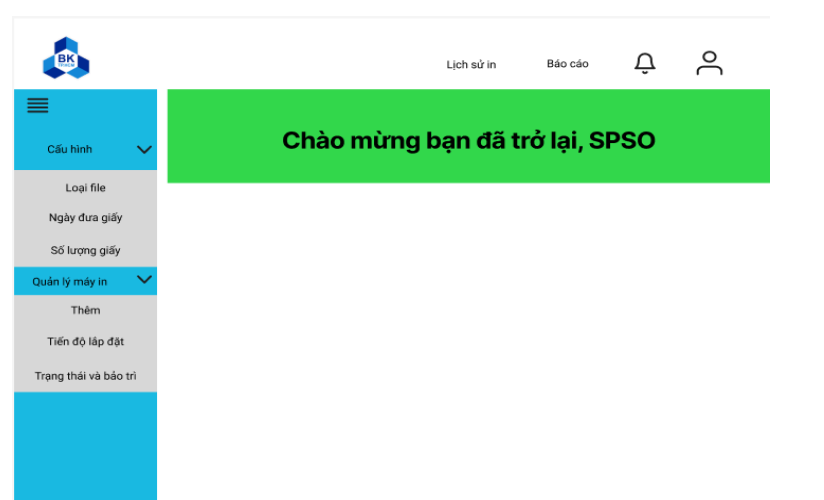 BK
TP.HCM
Lịch sử in
Báo cáo
Chào mừng bạn đã trở lại, SPSO
Cấu hình
Loại file
Ngày đưa giấy
Số lượng giấy
Quản lý máy in
Thêm
Tiến độ lắp đặt
Trạng thái và bảo trì